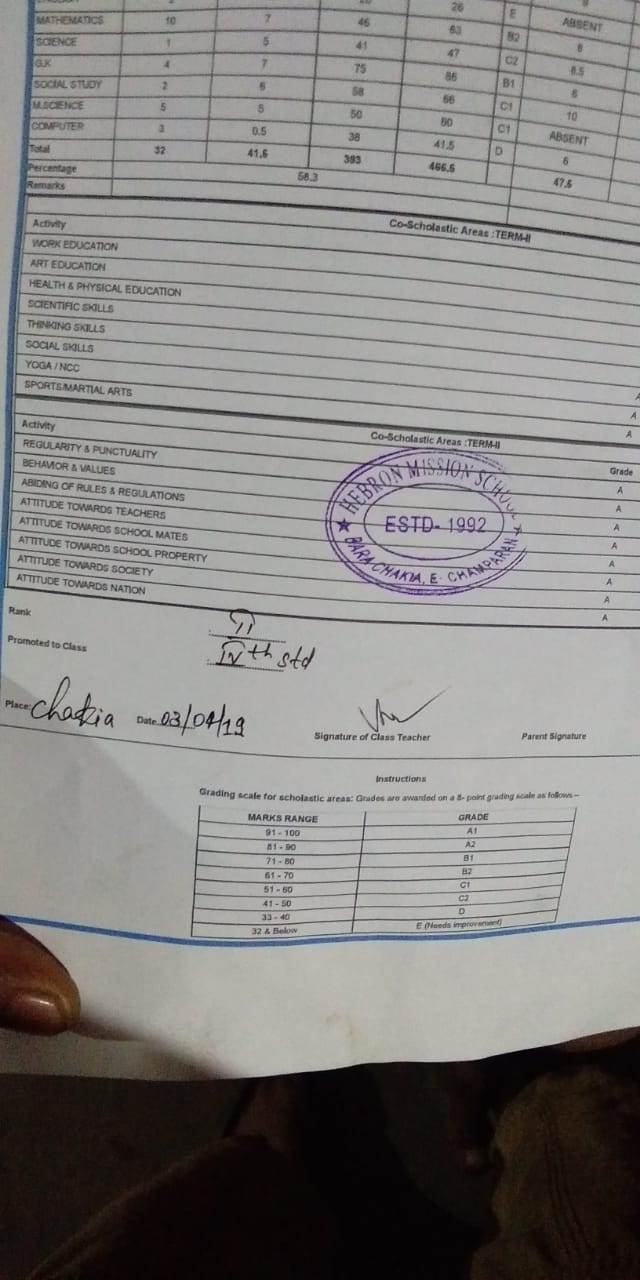 26 E ABSENT
MATHEMATICS 10 7 46 63 B2 8
SCIENCE 1 5 41 47 C2 8.5
G.K 4 7 75 86 B1 6
SOCIAL STUDY 2 6 58 66 C1 10
M.SCIENCE 5 5 50 60 C1 ABSENT
COMPUTER 3 0.5 38 41.5 D 6
Total 32 41.5 393 466.5 47.5
Percentage 58.3
Remarks
Co-Scholastic Areas :TERM-II
Activity
WORK EDUCATION
ART EDUCATION
HEALTH & PHYSICAL EDUCATION
SCIENTIFIC SKILLS
THINKING SKILLS
SOCIAL SKILLS
YOGA / NCC A
SPORTS/MARTIAL ARTS A
A
Co-Scholastic Areas :TERM-II
Activity Grade
REGULARITY & PUNCTUALITY A
BEHAVIOR & VALUES A
ABIDING OF RULES & REGULATIONS A
ATTITUDE TOWARDS TEACHERS A
ATTITUDE TOWARDS SCHOOL MATES A
ATTITUDE TOWARDS SCHOOL PROPERTY A
ATTITUDE TOWARDS SOCIETY A
ATTITUDE TOWARDS NATION A
HEBRON MISSION SCHOOL
ESTD- 1992
BARA CHAKIA, E. CHAMPARAN
Rank II
Promoted to Class IVth std
Place: Chakia Date 03/04/19
Signature of Class Teacher Parent Signature
Instructions
Grading scale for scholastic areas: Grades are awarded on a 8- point grading scale as follows –
MARKS RANGE GRADE
91 - 100 A1
81 - 90 A2
71 - 80 B1
61 - 70 B2
51 - 60 C1
41 - 50 C2
33 - 40 D
32 & Below E (Needs improvement)